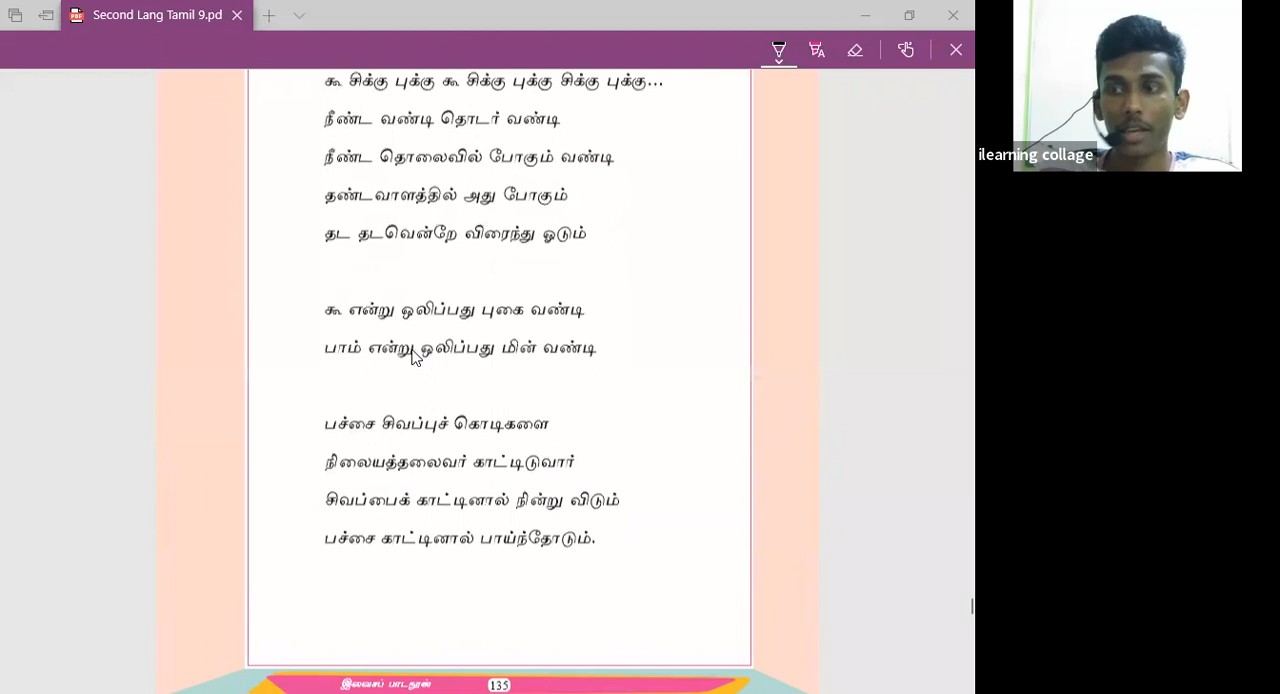 Second Lang Tamil 9.pd
கூ சிக்கு புக்கு கூ சிக்கு புக்கு சிக்கு புக்கு...
நீண்ட வண்டி தொடர் வண்டி
நீண்ட தொலைவில் போகும் வண்டி
தண்டவாளத்தில் அது போகும்
தட தடவென்றே விரைந்து ஓடும்
கூ என்று ஒலிப்பது புகை வண்டி
பாம் என்று ஒலிப்பது மின் வண்டி
பச்சை சிவப்புச் கொடிகளை
நிலையத்தலைவர் காட்டிடுவார்
சிவப்பைக் காட்டினால் நின்று விடும்
பச்சை காட்டினால் பாய்ந்தோடும்.
இலவசப் பாடநூல் 135
ilearning collage